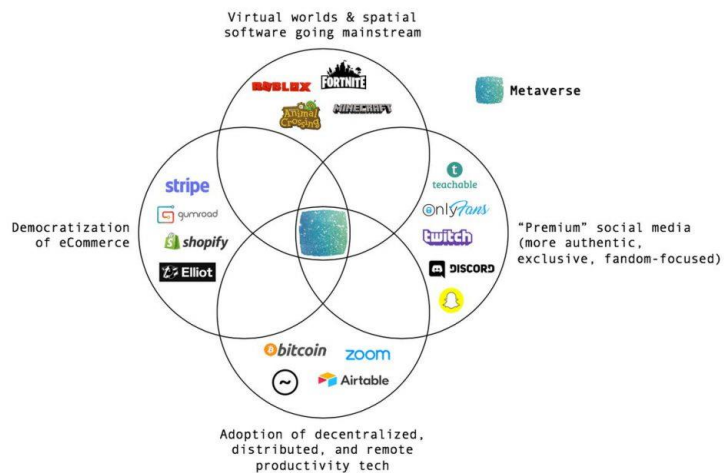 Virtual worlds & spatial
software going mainstream
ROBLOX
FORTNITE
Animal
Crossing
MINECRAFT
Metaverse
stripe
gumroad
shopify
Elliot
Democratization
of eCommerce
t
teachable
OnlyFans
twitch
DISCORD
"Premium" social media
(more authentic,
exclusive, fandom-focused)
bitcoin
zoom
~
Airtable
Adoption of decentralized,
distributed, and remote
productivity tech